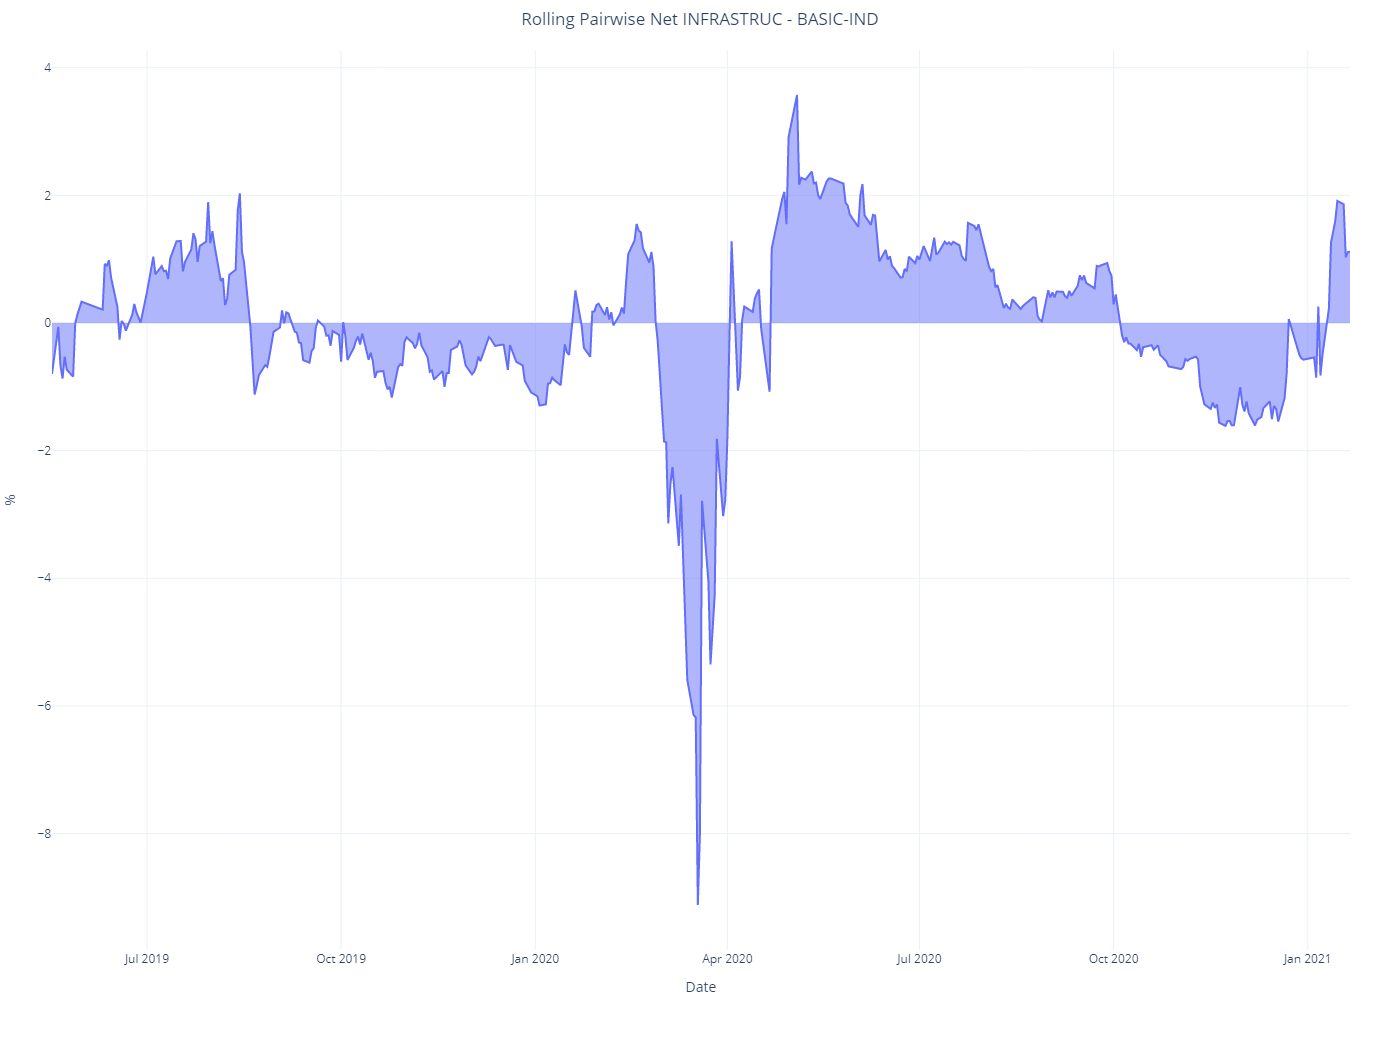 Rolling Pairwise Net INFRASTRUC - BASIC-IND
4
2
0
−2
−4
−6
−8
%
Jul 2019
Oct 2019
Jan 2020
Apr 2020
Jul 2020
Oct 2020
Jan 2021
Date